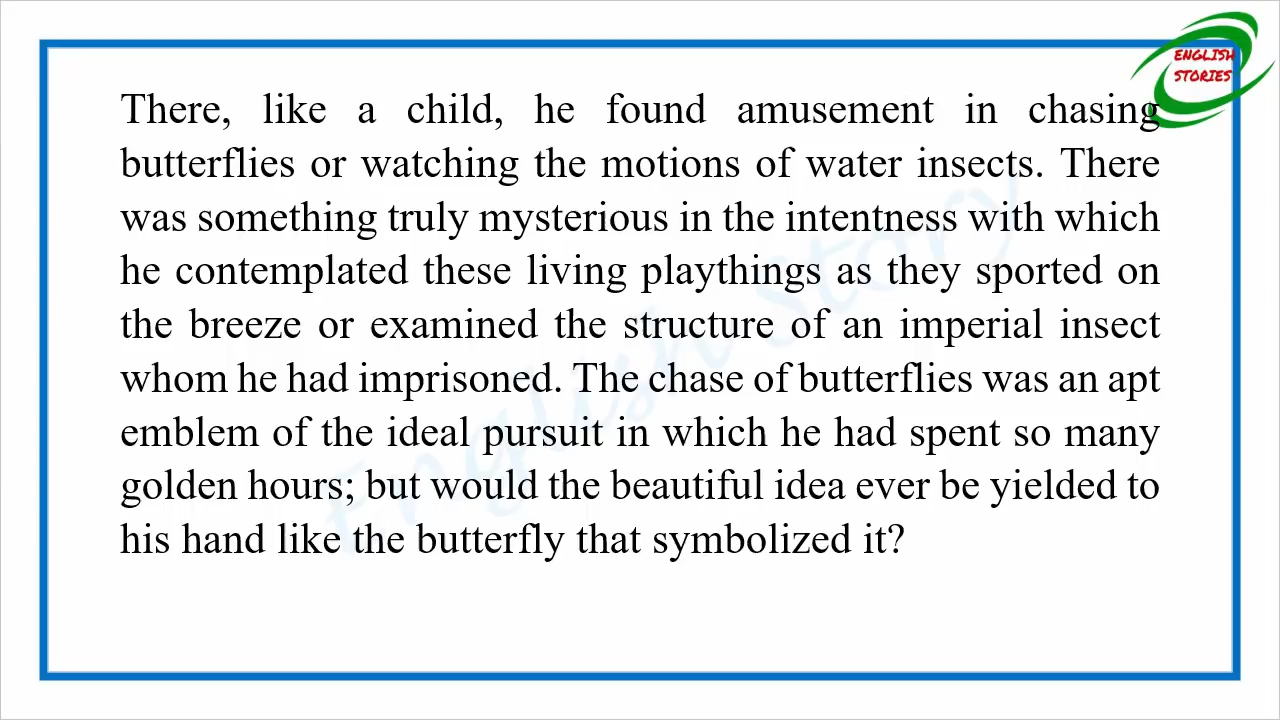 ENGLISH
STORIES
There, like a child, he found amusement in chasing
butterflies or watching the motions of water insects. There
was something truly mysterious in the intentness with which
he contemplated these living playthings as they sported on
the breeze or examined the structure of an imperial insect
whom he had imprisoned. The chase of butterflies was an apt
emblem of the ideal pursuit in which he had spent so many
golden hours; but would the beautiful idea ever be yielded to
his hand like the butterfly that symbolized it?
English Story